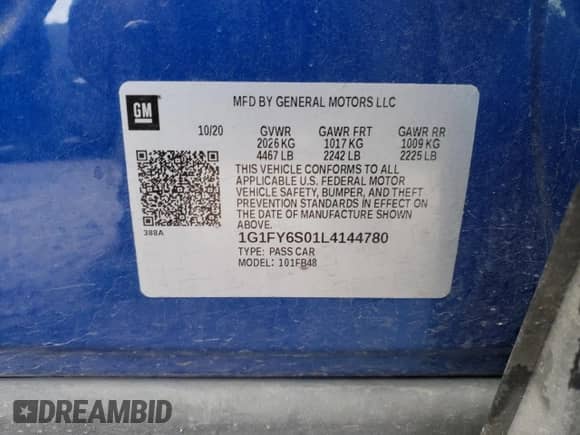 GM
MFD BY GENERAL MOTORS LLC
10/20 GVWR GAWR FRT GAWR RR
2026 KG 1017 KG 1009 KG
4467 LB 2242 LB 2225 LB
THIS VEHICLE CONFORMS TO ALL
APPLICABLE U.S. FEDERAL MOTOR
VEHICLE SAFETY, BUMPER, AND THEFT
PREVENTION STANDARDS IN EFFECT ON
THE DATE OF MANUFACTURE SHOWN
ABOVE.
388A
1G1FY6S01L4144780
TYPE: PASS CAR
MODEL: 101FB48
DREAMBID